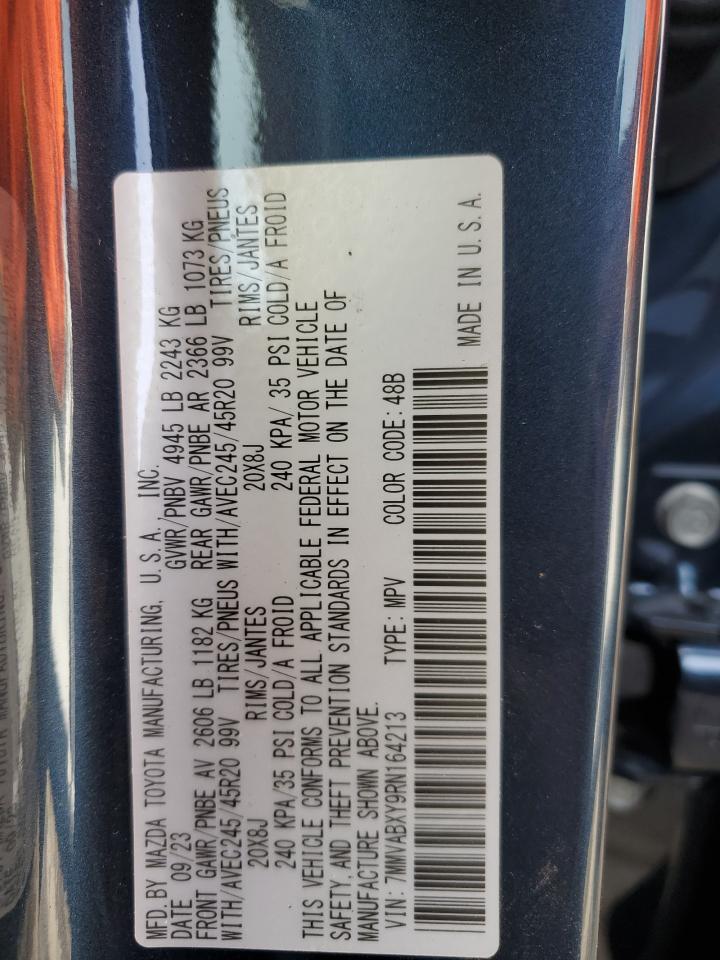 MFD. BY MAZDA TOYOTA MANUFACTURING, U. S. A. INC.
DATE 09/23 GVWR/PNBV 4945 LB 2243 KG
FRONT GAWR/PNBE AV 2606 LB 1182 KG REAR GAWR/PNBE AR 2366 LB 1073 KG
WITH/AVEC245/45R20 99V TIRES/PNEUS WITH/AVEC245/45R20 99V TIRES/PNEUS
20X8J RIMS/JANTES 20X8J RIMS/JANTES
240 KPA/35 PSI COLD/A FROID 240 KPA/ 35 PSI COLD/A FROID
THIS VEHICLE CONFORMS TO ALL APPLICABLE FEDERAL MOTOR VEHICLE
SAFETY AND THEFT PREVENTION STANDARDS IN EFFECT ON THE DATE OF
MANUFACTURE SHOWN ABOVE.
VIN: 7MMVABXY9RN164213 TYPE: MPV COLOR CODE: 48B
MADE IN U. S. A.